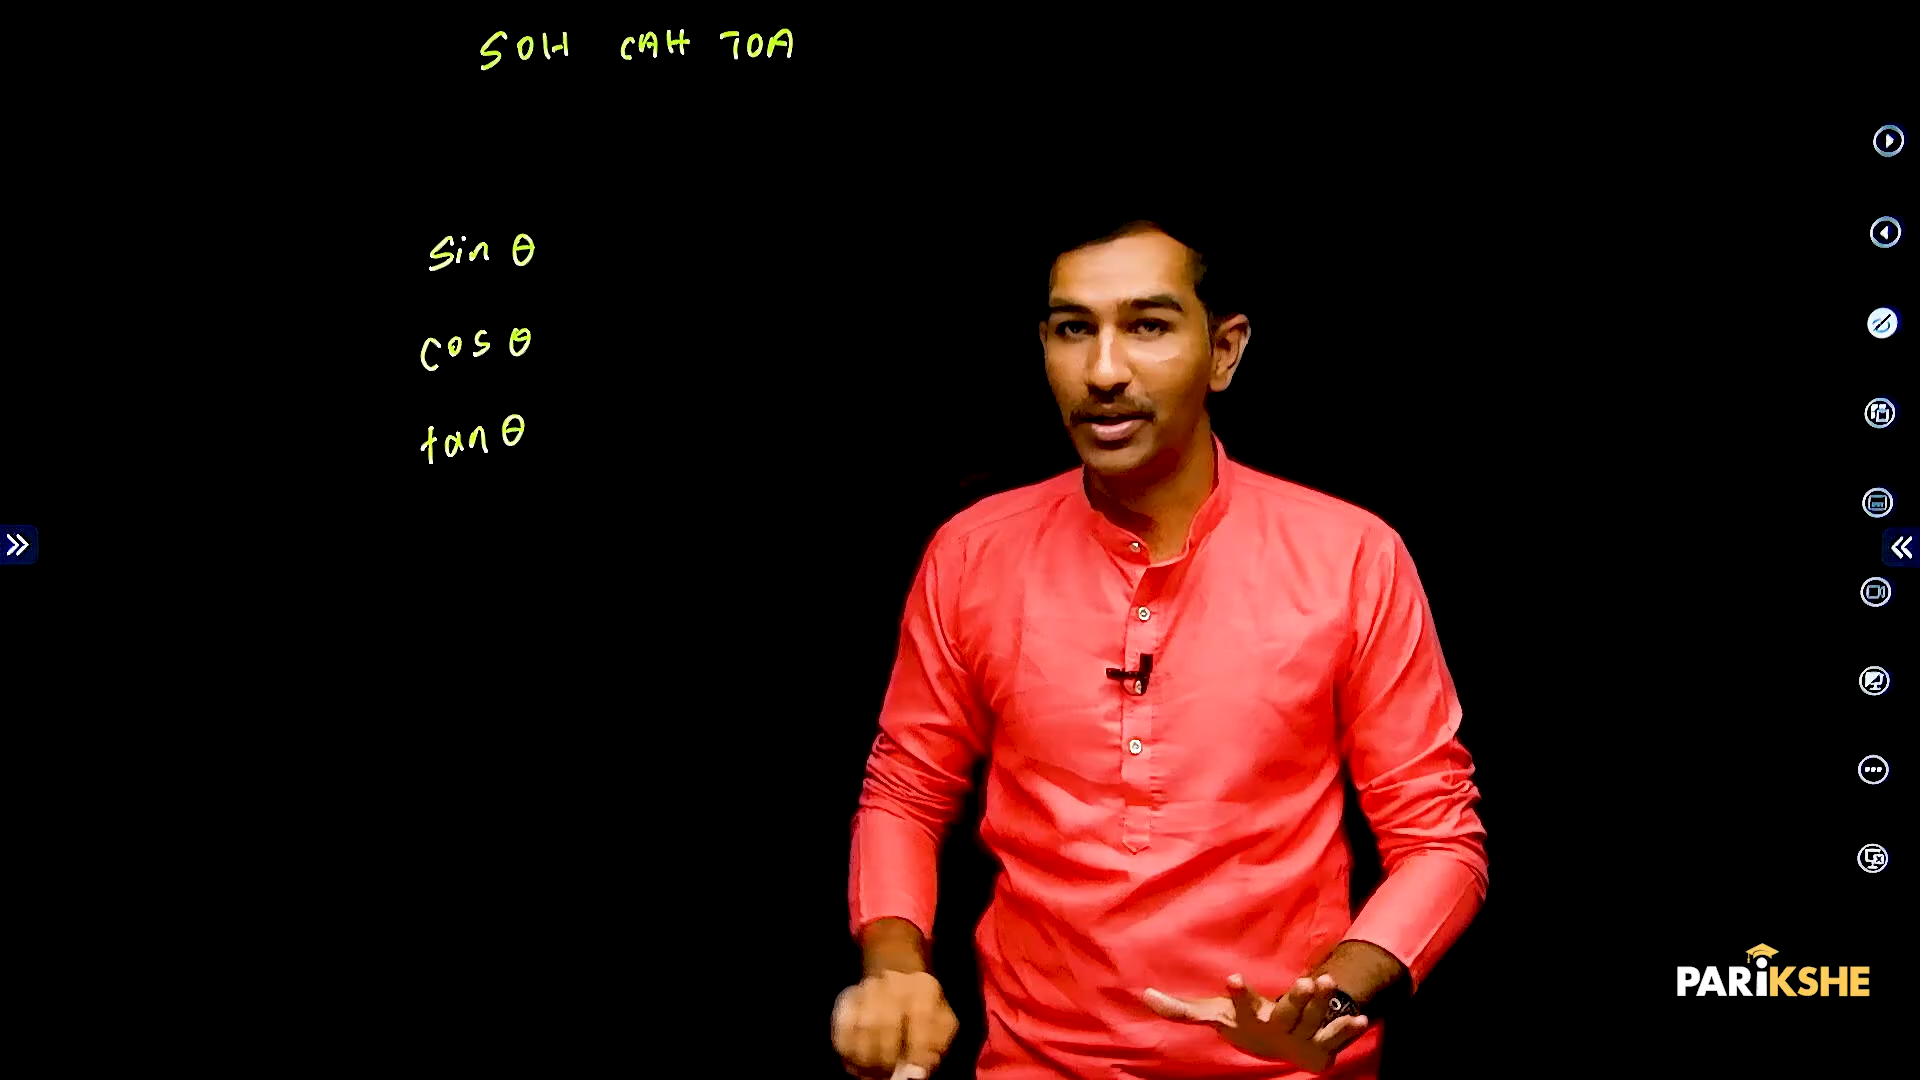 SOH CAH TOA
sin θ
cos θ
tan θ
PARIKSHE